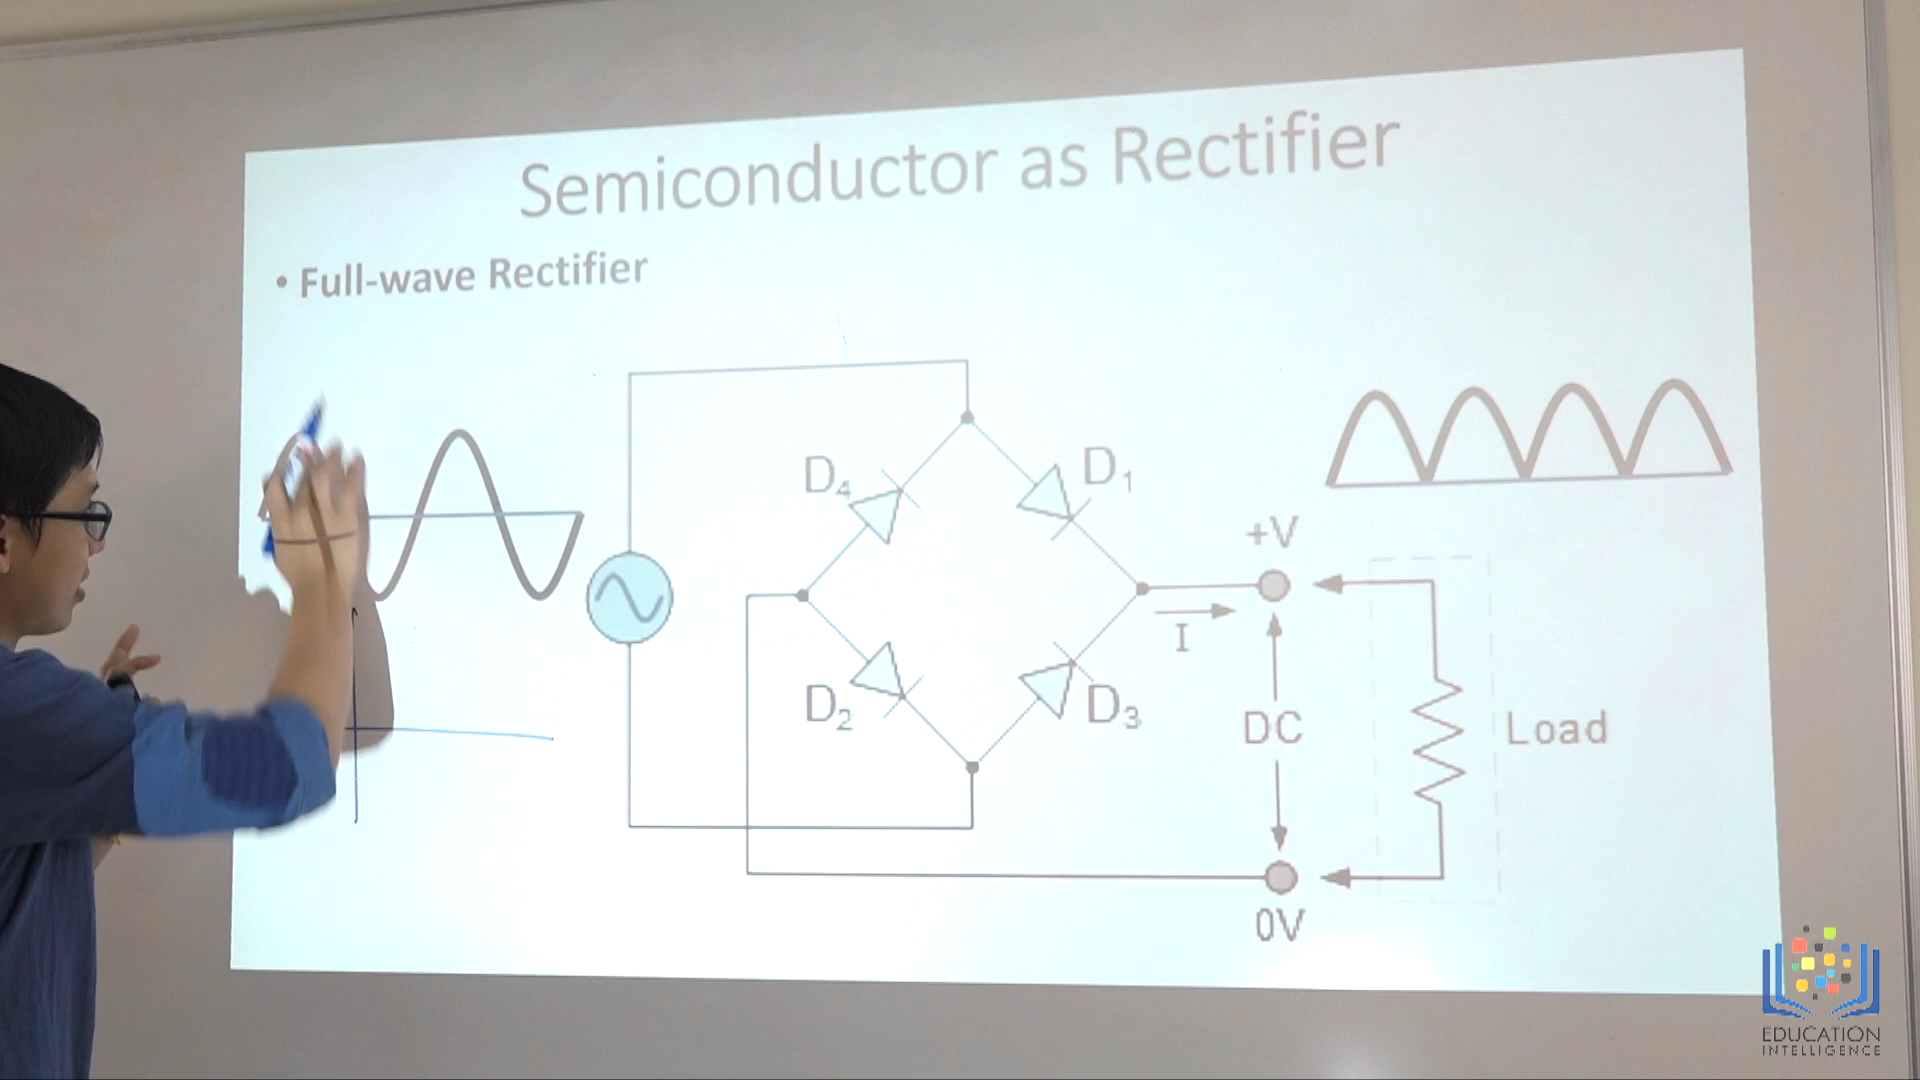 Semiconductor as Rectifier
• Full-wave Rectifier
D₄
D₁
+V
I
D₂
D₃
DC
Load
0V
EDUCATION
INTELLIGENCE